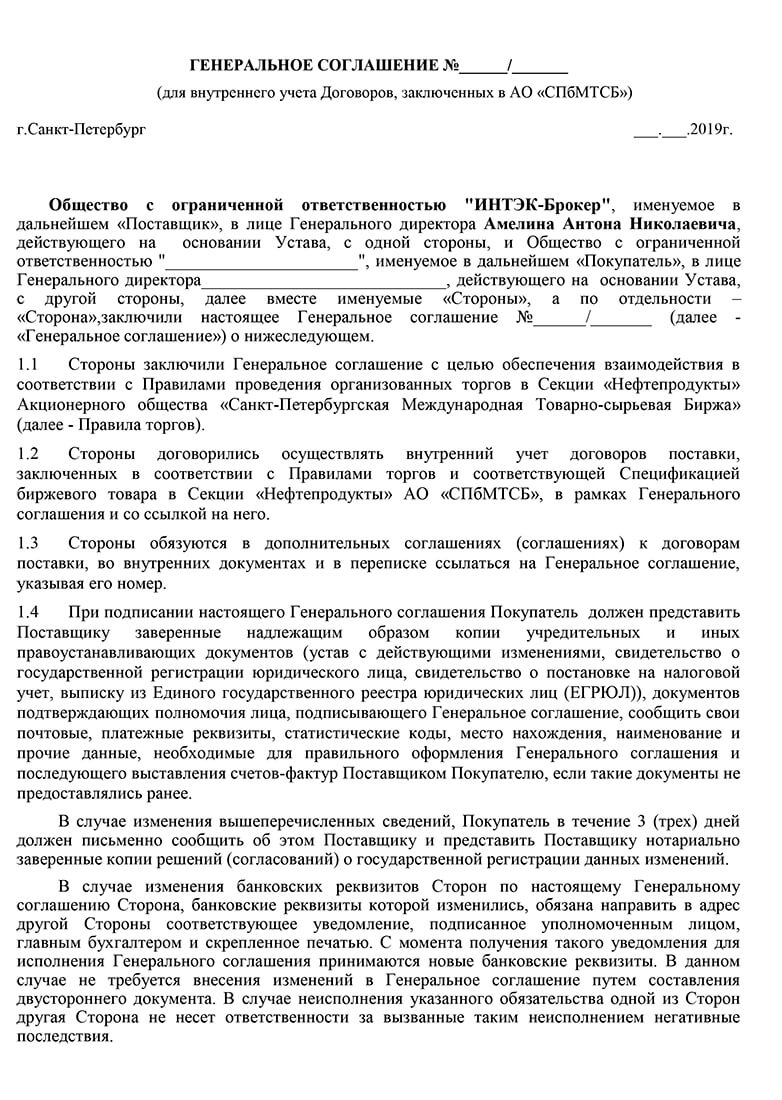 ГЕНЕРАЛЬНОЕ СОГЛАШЕНИЕ №______/_______
(для внутреннего учета Договоров, заключенных в АО «СПбМТСБ»)
г.Санкт-Петербург ___.___.2019г.
Общество с ограниченной ответственностью "ИНТЭК-Брокер", именуемое в
дальнейшем «Поставщик», в лице Генерального директора Амелина Антона Николаевича,
действующего на основании Устава, с одной стороны, и Общество с ограниченной
ответственностью "________________________", именуемое в дальнейшем «Покупатель», в лице
Генерального директора______________________________, действующего на основании Устава,
с другой стороны, далее вместе именуемые «Стороны», а по отдельности –
«Сторона»,заключили настоящее Генеральное соглашение №______/_______ (далее -
«Генеральное соглашение») о нижеследующем.
1.1 Стороны заключили Генеральное соглашение с целью обеспечения взаимодействия в
соответствии с Правилами проведения организованных торгов в Секции «Нефтепродукты»
Акционерного общества «Санкт-Петербургская Международная Товарно-сырьевая Биржа»
(далее - Правила торгов).
1.2 Стороны договорились осуществлять внутренний учет договоров поставки,
заключенных в соответствии с Правилами торгов и соответствующей Спецификацией
биржевого товара в Секции «Нефтепродукты» АО «СПбМТСБ», в рамках Генерального
соглашения и со ссылкой на него.
1.3 Стороны обязуются в дополнительных соглашениях (соглашениях) к договорам
поставки, во внутренних документах и в переписке ссылаться на Генеральное соглашение,
указывая его номер.
1.4 При подписании настоящего Генерального соглашения Покупатель должен представить
Поставщику заверенные надлежащим образом копии учредительных и иных
правоустанавливающих документов (устав с действующими изменениями, свидетельство о
государственной регистрации юридического лица, свидетельство о постановке на налоговой
учет, выписку из Единого государственного реестра юридических лиц (ЕГРЮЛ)), документов
подтверждающих полномочия лица, подписывающего Генеральное соглашение, сообщить свои
почтовые, платежные реквизиты, статистические коды, место нахождения, наименование и
прочие данные, необходимые для правильного оформления Генерального соглашения и
последующего выставления счетов-фактур Поставщиком Покупателю, если такие документы не
предоставлялись ранее.
В случае изменения вышеперечисленных сведений, Покупатель в течение 3 (трех) дней
должен письменно сообщить об этом Поставщику и представить Поставщику нотариально
заверенные копии решений (согласований) о государственной регистрации данных изменений.
В случае изменения банковских реквизитов Сторон по настоящему Генеральному
соглашению Сторона, банковские реквизиты которой изменились, обязана направить в адрес
другой Стороны соответствующее уведомление, подписанное уполномоченным лицом,
главным бухгалтером и скрепленное печатью. С момента получения такого уведомления для
исполнения Генерального соглашения принимаются новые банковские реквизиты. В данном
случае не требуется внесения изменений в Генеральное соглашение путем составления
двустороннего документа. В случае неисполнения указанного обязательства одной из Сторон
другая Сторона не несет ответственности за вызванные таким неисполнением негативные
последствия.